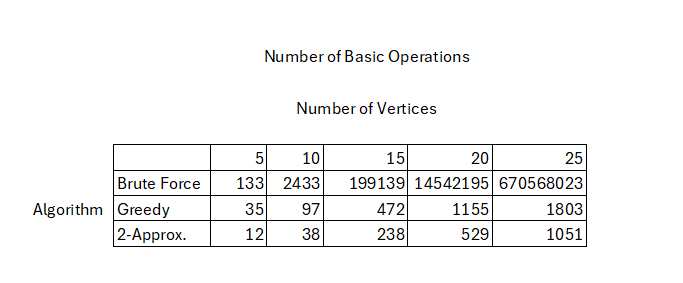 Number of Basic Operations
Number of Vertices
5 10 15 20 25
Brute Force 133 2433 199139 14542195 670568023
Algorithm Greedy 35 97 472 1155 1803
2-Approx. 12 38 238 529 1051